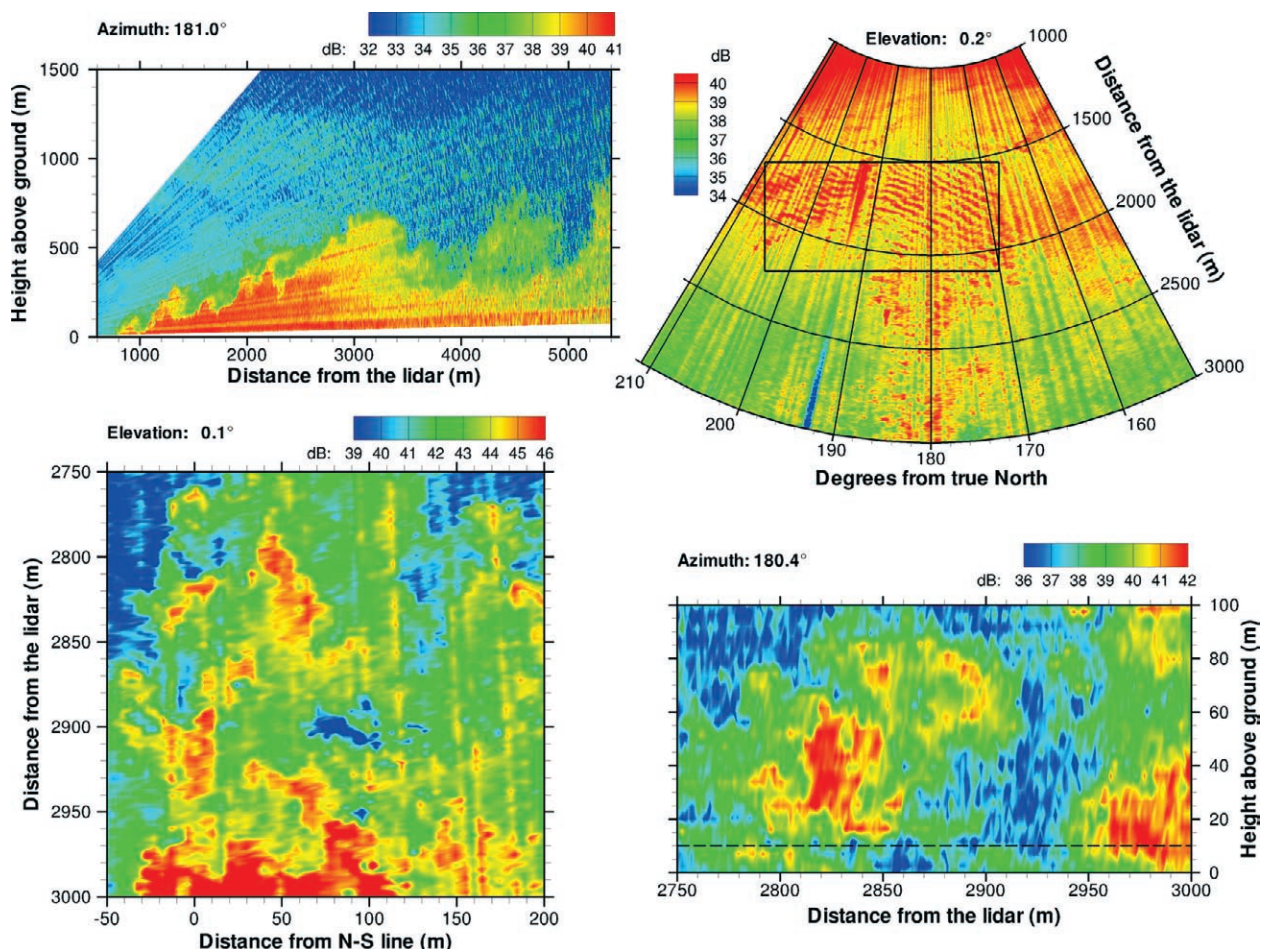 Azimuth: 181.0°
dB: 32 33 34 35 36 37 38 39 40 41
1500
1000
500
0
Height above ground (m)
1000 2000 3000 4000 5000
Distance from the lidar (m)
Elevation: 0.2°
dB
40
39
38
37
36
35
34
1000
1500
2000
2500
3000
Distance from the lidar (m)
210
200
190
180
170
160
Degrees from true North
Elevation: 0.1°
dB: 39 40 41 42 43 44 45 46
2750
2800
2850
2900
2950
3000
Distance from the lidar (m)
-50 0 50 100 150 200
Distance from N-S line (m)
Azimuth: 180.4°
dB: 36 37 38 39 40 41 42
100
80
60
40
20
0
Height above ground (m)
2750 2800 2850 2900 2950 3000
Distance from the lidar (m)